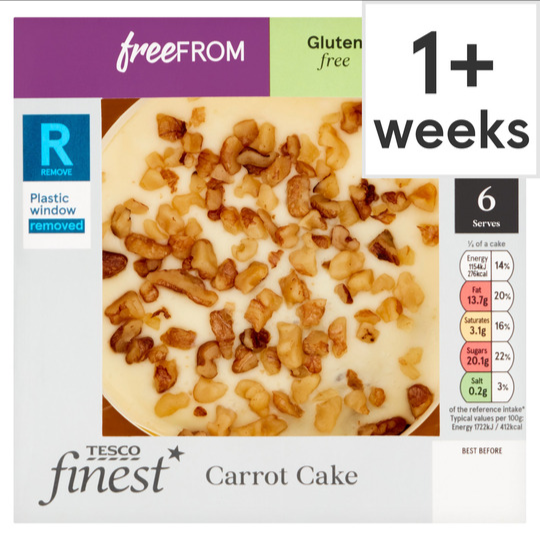 freeFROM
Gluten
free
1+
weeks
R
REMOVE
Plastic
window
removed
6
Serves
⅙ of a cake
Energy
1154kJ
276kcal
14%
Fat
13.7g
20%
Saturates
3.1g
16%
Sugars
20.1g
22%
Salt
0.2g
3%
of the reference intake*
Typical values per 100g:
Energy 1722kJ / 412kcal
TESCO
finest
Carrot Cake
BEST BEFORE